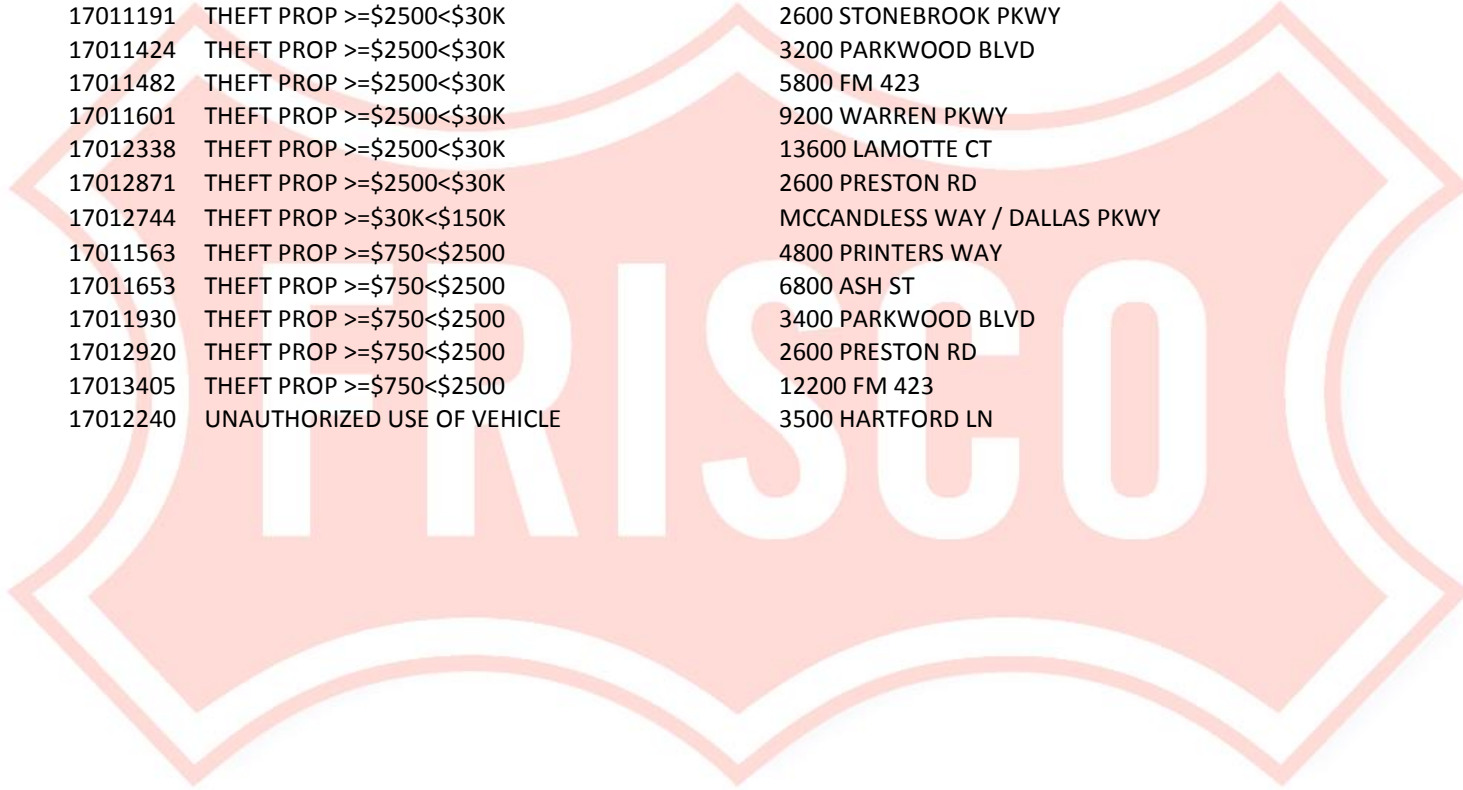 17011191 THEFT PROP >=$2500<$30K 2600 STONEBROOK PKWY
17011424 THEFT PROP >=$2500<$30K 3200 PARKWOOD BLVD
17011482 THEFT PROP >=$2500<$30K 5800 FM 423
17011601 THEFT PROP >=$2500<$30K 9200 WARREN PKWY
17012338 THEFT PROP >=$2500<$30K 13600 LAMOTTE CT
17012871 THEFT PROP >=$2500<$30K 2600 PRESTON RD
17012744 THEFT PROP >=$30K<$150K MCCANDLESS WAY / DALLAS PKWY
17011563 THEFT PROP >=$750<$2500 4800 PRINTERS WAY
17011653 THEFT PROP >=$750<$2500 6800 ASH ST
17011930 THEFT PROP >=$750<$2500 3400 PARKWOOD BLVD
17012920 THEFT PROP >=$750<$2500 2600 PRESTON RD
17013405 THEFT PROP >=$750<$2500 12200 FM 423
17012240 UNAUTHORIZED USE OF VEHICLE 3500 HARTFORD LN
FRISCO